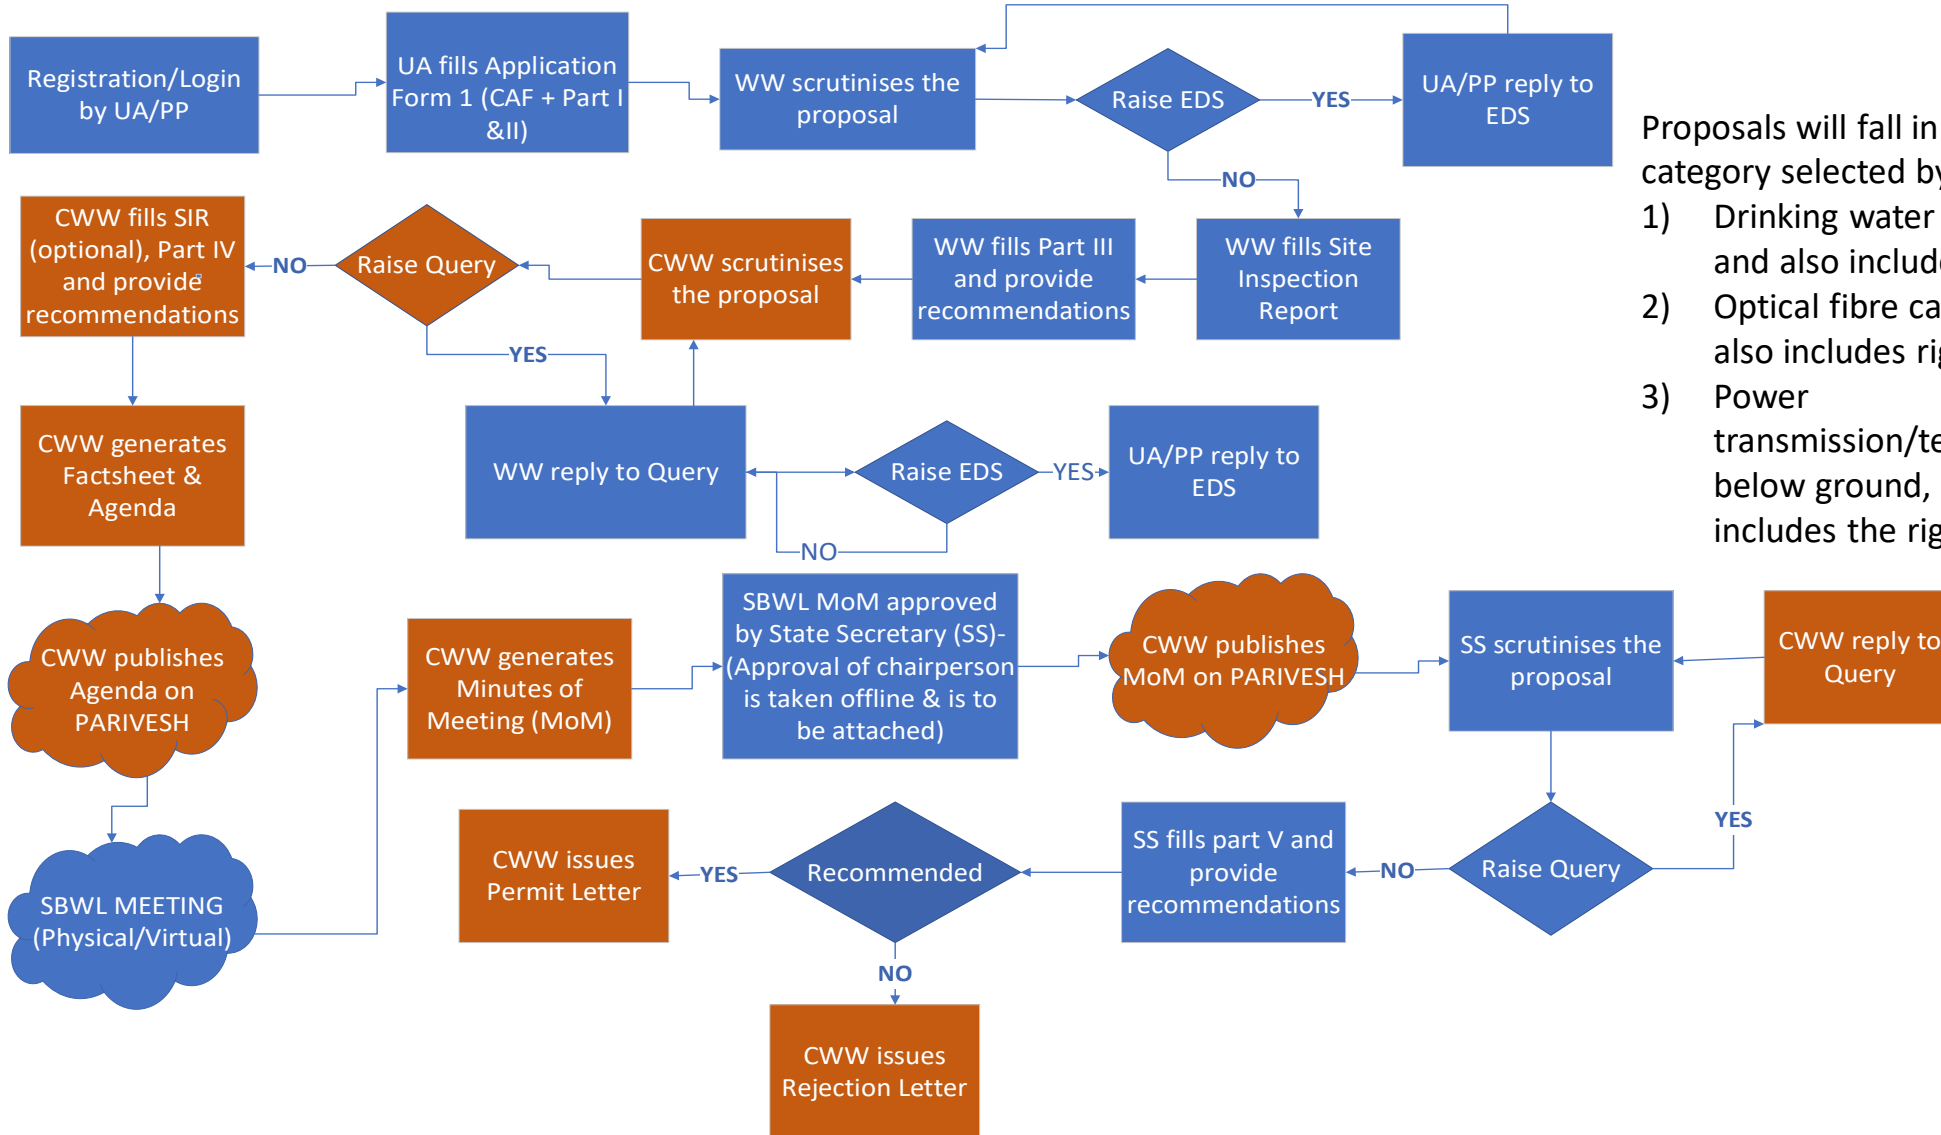 Registration/Login
by UA/PP
UA fills Application
Form 1 (CAF + Part I
&II)
WW scrutinises the
proposal
Raise EDS
YES
UA/PP reply to
EDS
NO
Proposals will fall in
category selected by
1) Drinking water
and also
2) Optical fibre
also includes
3) Power
below ground,
includes the
CWW fills SIR
(optional), Part IV
and provide
recommendations
NO
Raise Query
CWW scrutinises
the proposal
WW fills Part III
and provide
recommendations
WW fills Site
Inspection
Report
YES
CWW generates
Factsheet &
Agenda
WW reply to Query
Raise EDS
YES
UA/PP reply to
EDS
NO
CWW publishes
Agenda on
PARIVESH
CWW generates
Minutes of
Meeting (MoM)
SBWL MoM approved
by State Secretary (SS)-
(Approval of chairperson
is taken offline & is to
be attached)
CWW publishes
MoM on PARIVESH
SS scrutinises the
proposal
CWW reply to
Query
YES
SBWL MEETING
(Physical/Virtual)
CWW issues
Permit Letter
YES
Recommended
SS fills part V and
provide
recommendations
NO
Raise Query
NO
CWW issues
Rejection Letter